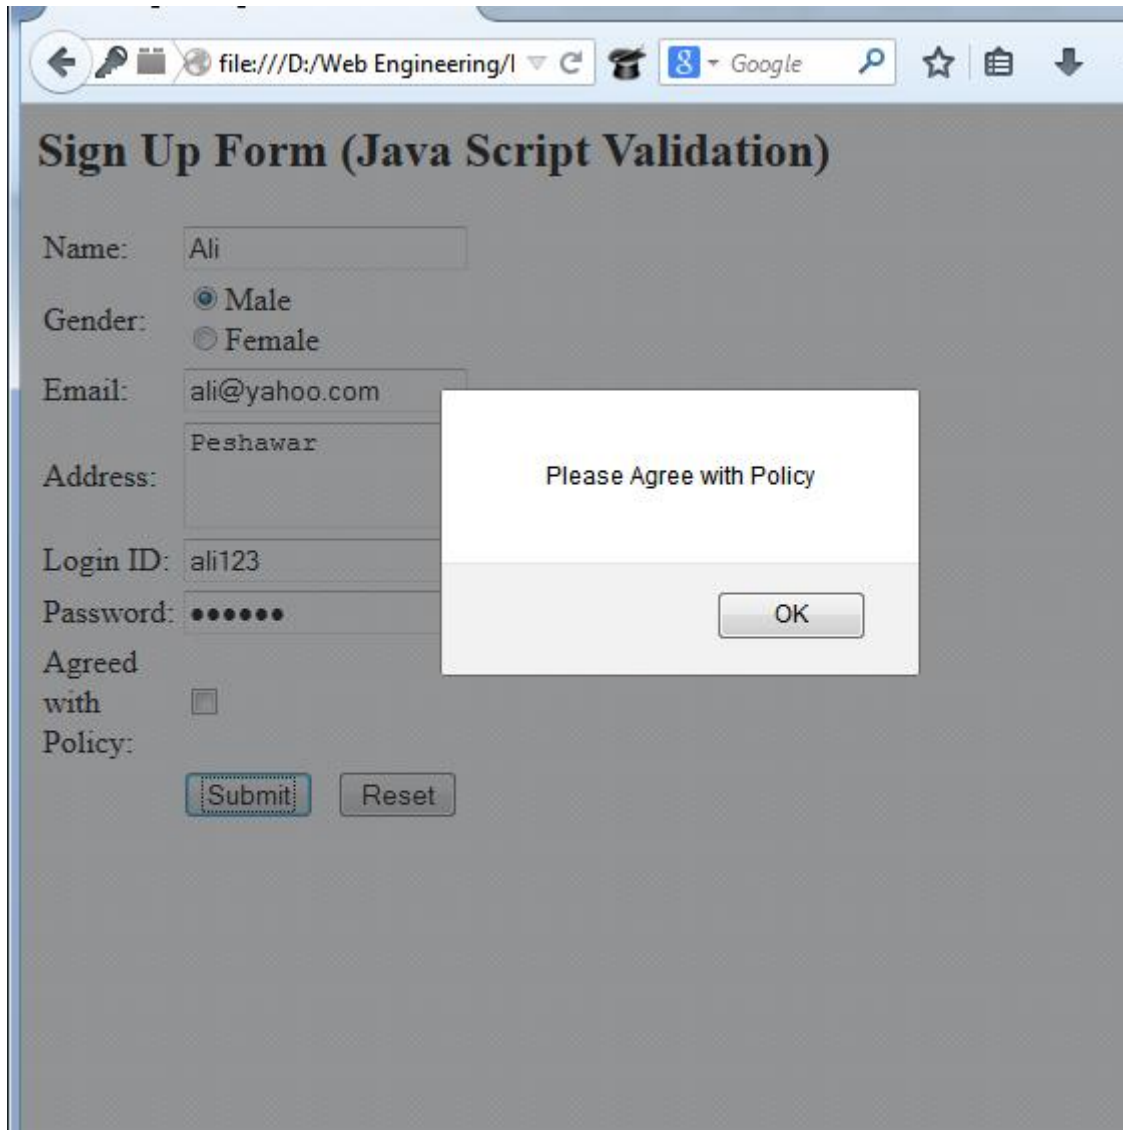 file:///D:/Web Engineering/l
8 Google
Sign Up Form (Java Script Validation)
Name: Ali
Gender: Male
Female
Email: ali@yahoo.com
Address: Peshawar
Please Agree with Policy
Login ID: ali123
OK
Password: ●●●●●●
Agreed
with
Policy:
Submit Reset